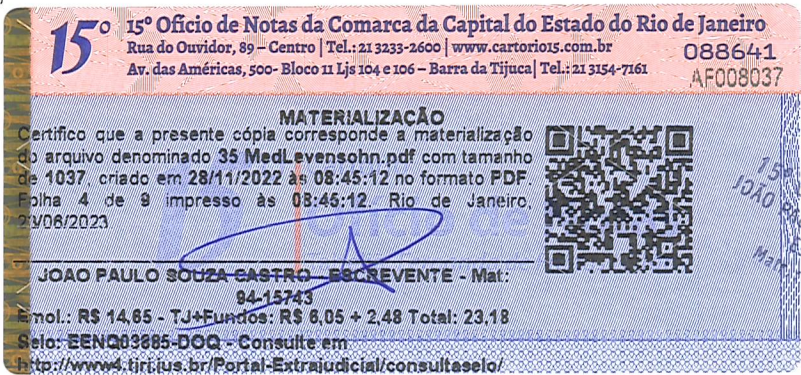 15º
15º Ofício de Notas da Comarca da Capital do Estado do Rio de Janeiro
Rua do Ouvidor, 89 – Centro | Tel.: 21 3233-2600 | www.cartorio15.com.br
Av. das Américas, 500- Bloco 11 Ljs 104 e 106 – Barra da Tijuca| Tel.: 21 3154-7161
088641
AF008037
MATERIALIZAÇÃO
Certifico que a presente cópia corresponde a materialização
do arquivo denominado 35 MedLevensohn.pdf com tamanho
de 1037, criado em 28/11/2022 às 08:45:12 no formato PDF.
Folha 4 de 9 impresso às 08:45:12. Rio de Janeiro,
/06/2023
JOAO PAULO SOUZA CASTRO - ESCREVENTE - Mat:
94-15743
Emol.: R$ 14,65 - TJ+Fundos: R$ 6,05 + 2,48 Total: 23,18
Selo: EENQ03885-DOQ - Consulte em
http://www4.tjrj.jus.br/Portal-Extrajudicial/consultaselo/
15º
JOÃO